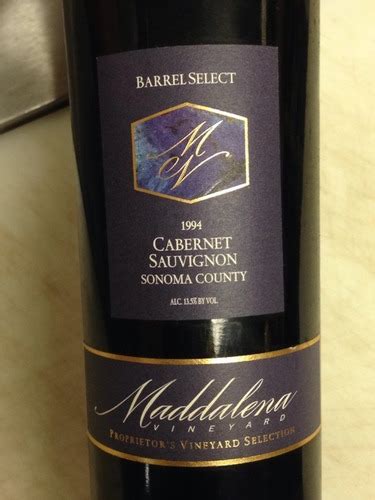 BARREL SELECT
MV
1994
CABERNET
SAUVIGNON
SONOMA COUNTY
ALC. 13.5% BY VOL.
Maddalena
VINEYARD
PROPRIETOR'S VINEYARD SELECTION